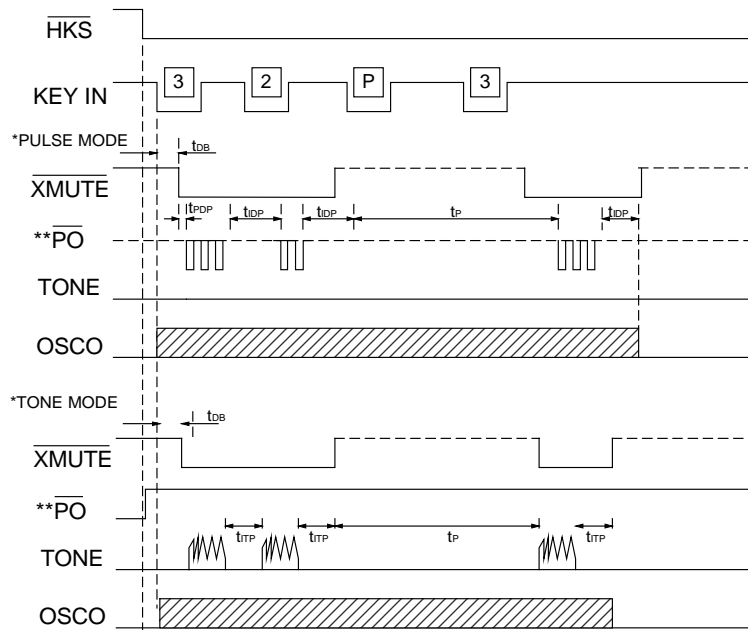 HKS
KEY IN 3 2 P 3
*PULSE MODE tDB
XMUTE
tPDP tIDP tIDP tP tIDP
**PO
TONE
OSCO
*TONE MODE tDB
XMUTE
**PO
tITP tITP tP tITP
TONE
OSCO